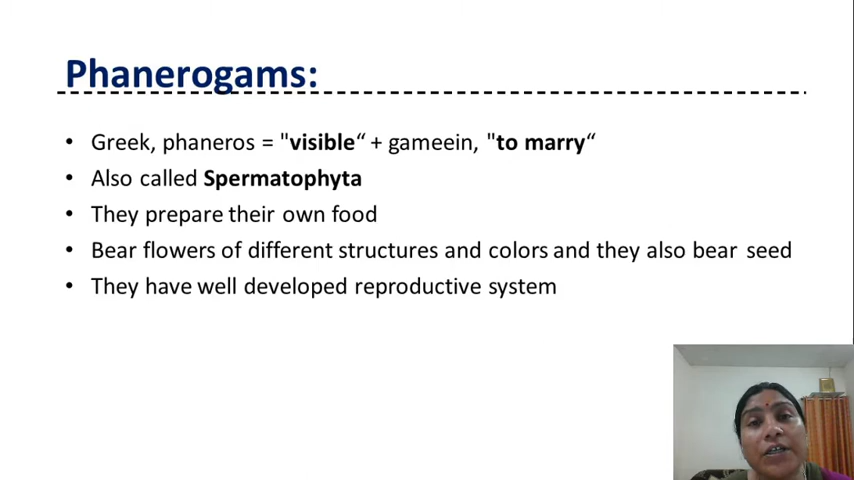 Phanerogams:
• Greek, phaneros = "visible“ + gameein, "to marry“
• Also called Spermatophyta
• They prepare their own food
• Bear flowers of different structures and colors and they also bear seed
• They have well developed reproductive system